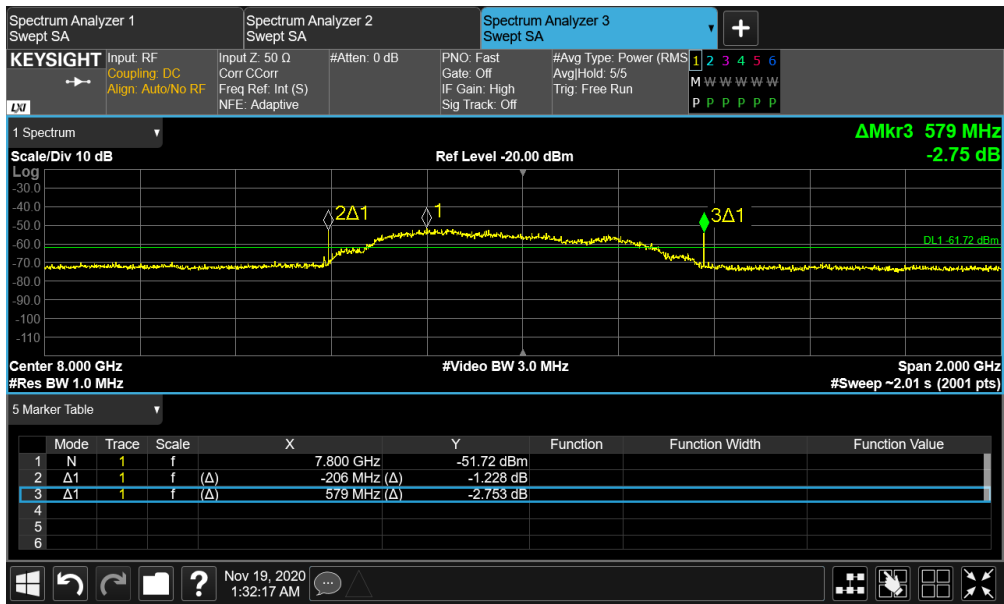 Spectrum Analyzer 1
Swept SA
Spectrum Analyzer 2
Swept SA
Spectrum Analyzer 3
Swept SA
▼
+
KEYSIGHT
LXI
Input: RF
Coupling: DC
Align: Auto/No RF
Input Z: 50 Ω
Corr CCorr
Freq Ref: Int (S)
NFE: Adaptive
#Atten: 0 dB
PNO: Fast
Gate: Off
IF Gain: High
Sig Track: Off
#Avg Type: Power (RMS
Avg|Hold: 5/5
Trig: Free Run
1 2 3 4 5 6
M W W W W W
P P P P P P
1 Spectrum ▼
ΔMkr3 579 MHz
-2.75 dB
Scale/Div 10 dB
Ref Level -20.00 dBm
Log
-30.0
-40.0
-50.0
-60.0
-70.0
-80.0
-90.0
-100
-110
2Δ1
1
3Δ1
DL1 -61.72 dBm
Center 8.000 GHz
#Video BW 3.0 MHz
Span 2.000 GHz
#Res BW 1.0 MHz
#Sweep ~2.01 s (2001 pts)
5 Marker Table ▼
Mode Trace Scale X Y Function Function Width Function Value
1 N 1 f 7.800 GHz -51.72 dBm
2 Δ1 1 f (Δ) -206 MHz (Δ) -1.228 dB
3 Δ1 1 f (Δ) 579 MHz (Δ) -2.753 dB
4
5
6
?
Nov 19, 2020
1:32:17 AM